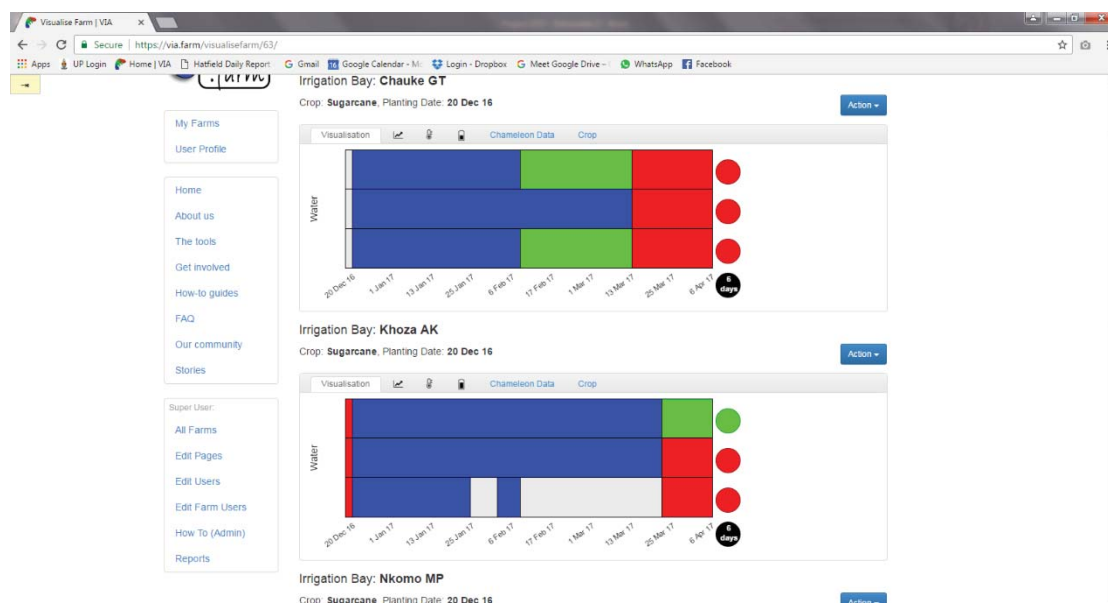 Visualise Farm | VIA
Secure | https://via.farm/visualisefarm/63/
Apps UP Login Home | VIA Hatfield Daily Report Gmail Google Calendar - Mo Login - Dropbox Meet Google Drive – WhatsApp Facebook
.farm
Irrigation Bay: Chauke GT
Crop: Sugarcane, Planting Date: 20 Dec 16
Action
My Farms
User Profile
Home
About us
The tools
Get involved
How-to guides
FAQ
Our community
Stories
Super User:
All Farms
Edit Pages
Edit Users
Edit Farm Users
How To (Admin)
Reports
Visualisation Chameleon Data Crop
Water
20 Dec 16 1 Jan 17 13 Jan 17 25 Jan 17 6 Feb 17 17 Feb 17 1 Mar 17 13 Mar 17 25 Mar 17 6 Apr 17
6
days
Irrigation Bay: Khoza AK
Crop: Sugarcane, Planting Date: 20 Dec 16
Action
Visualisation Chameleon Data Crop
Water
20 Dec 16 1 Jan 17 13 Jan 17 25 Jan 17 6 Feb 17 17 Feb 17 1 Mar 17 13 Mar 17 25 Mar 17 6 Apr 17
6
days
Irrigation Bay: Nkomo MP
Crop: Sugarcane, Planting Date: 20 Dec 16
Action